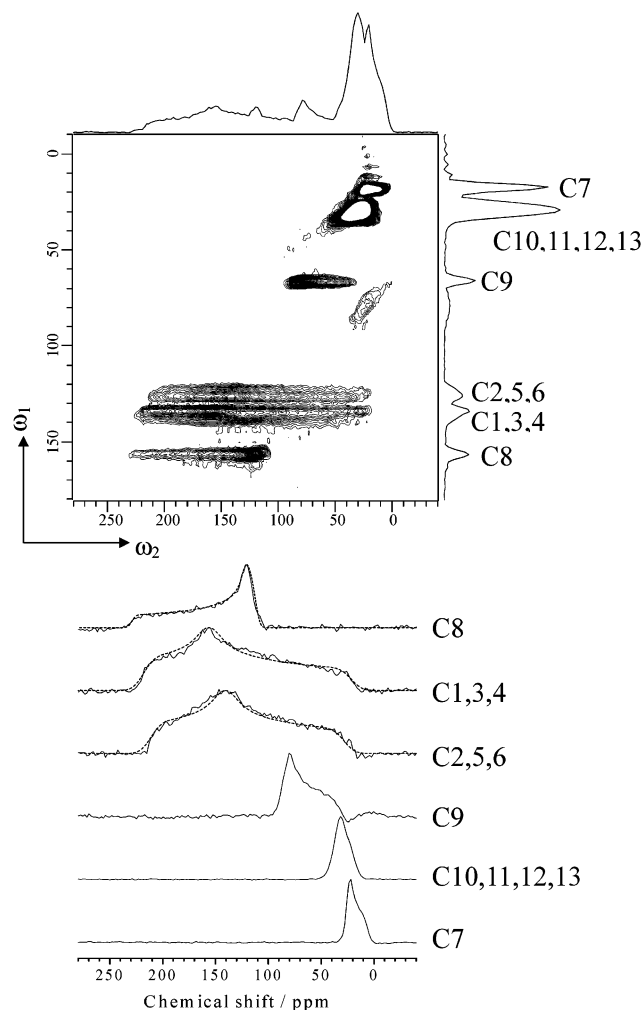 0
50
100
150
C7
C10,11,12,13
C9
C2,5,6
C1,3,4
C8
ω1
250 200 150 100 50 0
ω2
C8
C1,3,4
C2,5,6
C9
C10,11,12,13
C7
250 200 150 100 50 0
Chemical shift / ppm